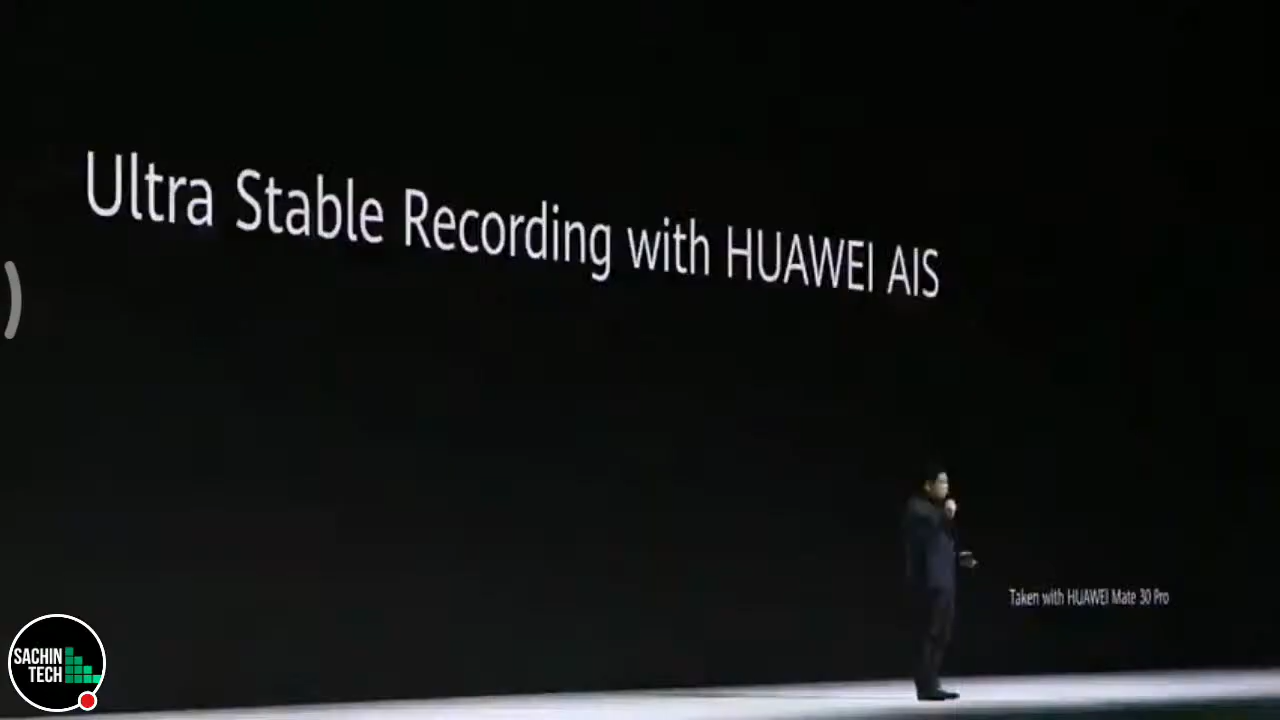 Ultra Stable Recording with HUAWEI AIS
Taken with HUAWEI Mate 30 Pro
SACHIN
TECH